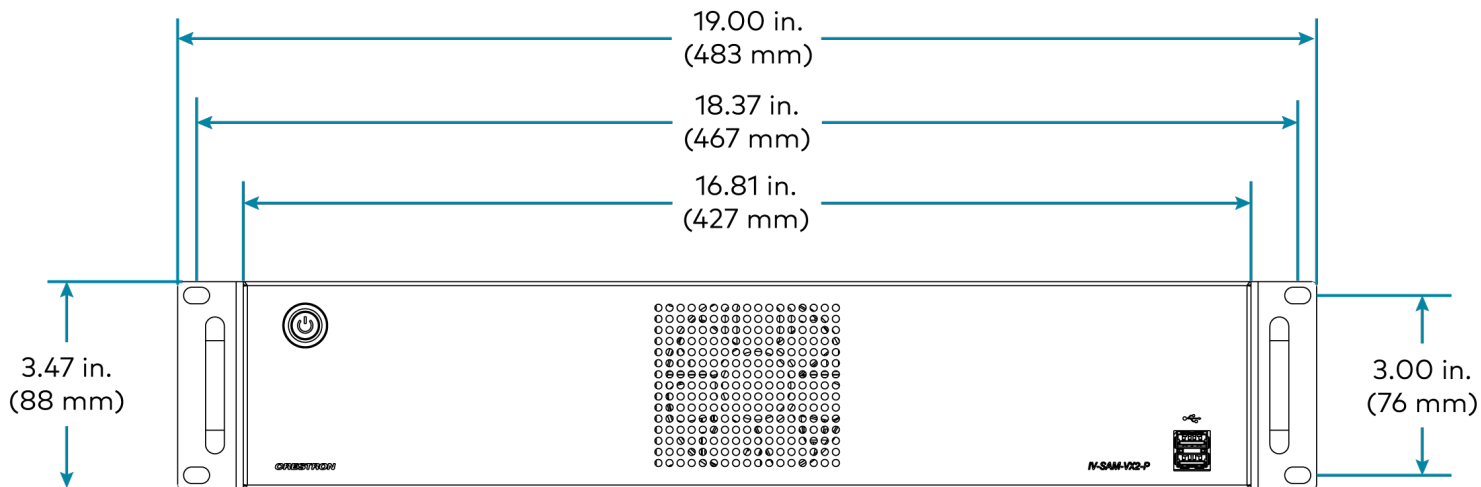 19.00 in.
(483 mm)
18.37 in.
(467 mm)
16.81 in.
(427 mm)
3.47 in.
(88 mm)
3.00 in.
(76 mm)
CRESTRON
IV-SAM-VX2-P